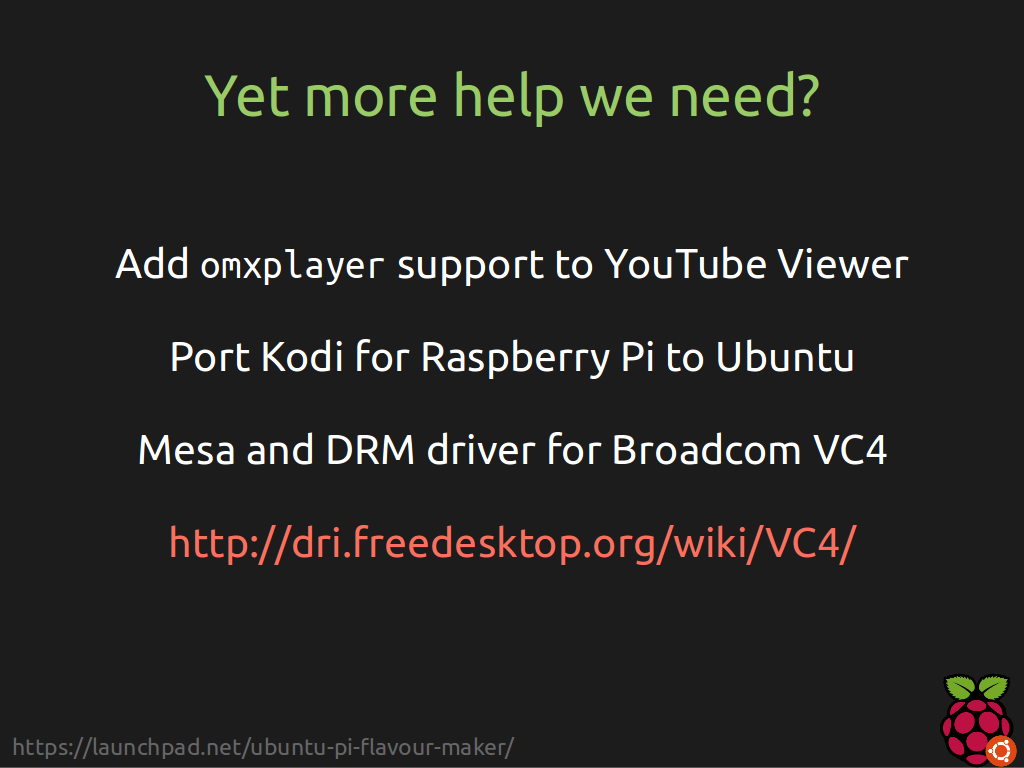 Yet more help we need?
Add omxplayer support to YouTube Viewer
Port Kodi for Raspberry Pi to Ubuntu
Mesa and DRM driver for Broadcom VC4
http://dri.freedesktop.org/wiki/VC4/
https://launchpad.net/ubuntu-pi-flavour-maker/